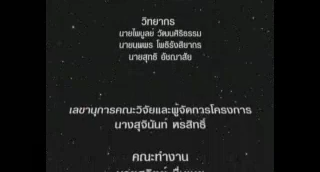 วิทยากร
นายไพบูลย์ วัฒนศิริธรรม
นายนพพร โพธิรังสิยากร
นายสุทธิ อัชฌาสัย
เลขานุการคณะวิจัยและผู้จัดการโครงการ
นางสุจินันท์ หรสิทธิ์
คณะทำงาน